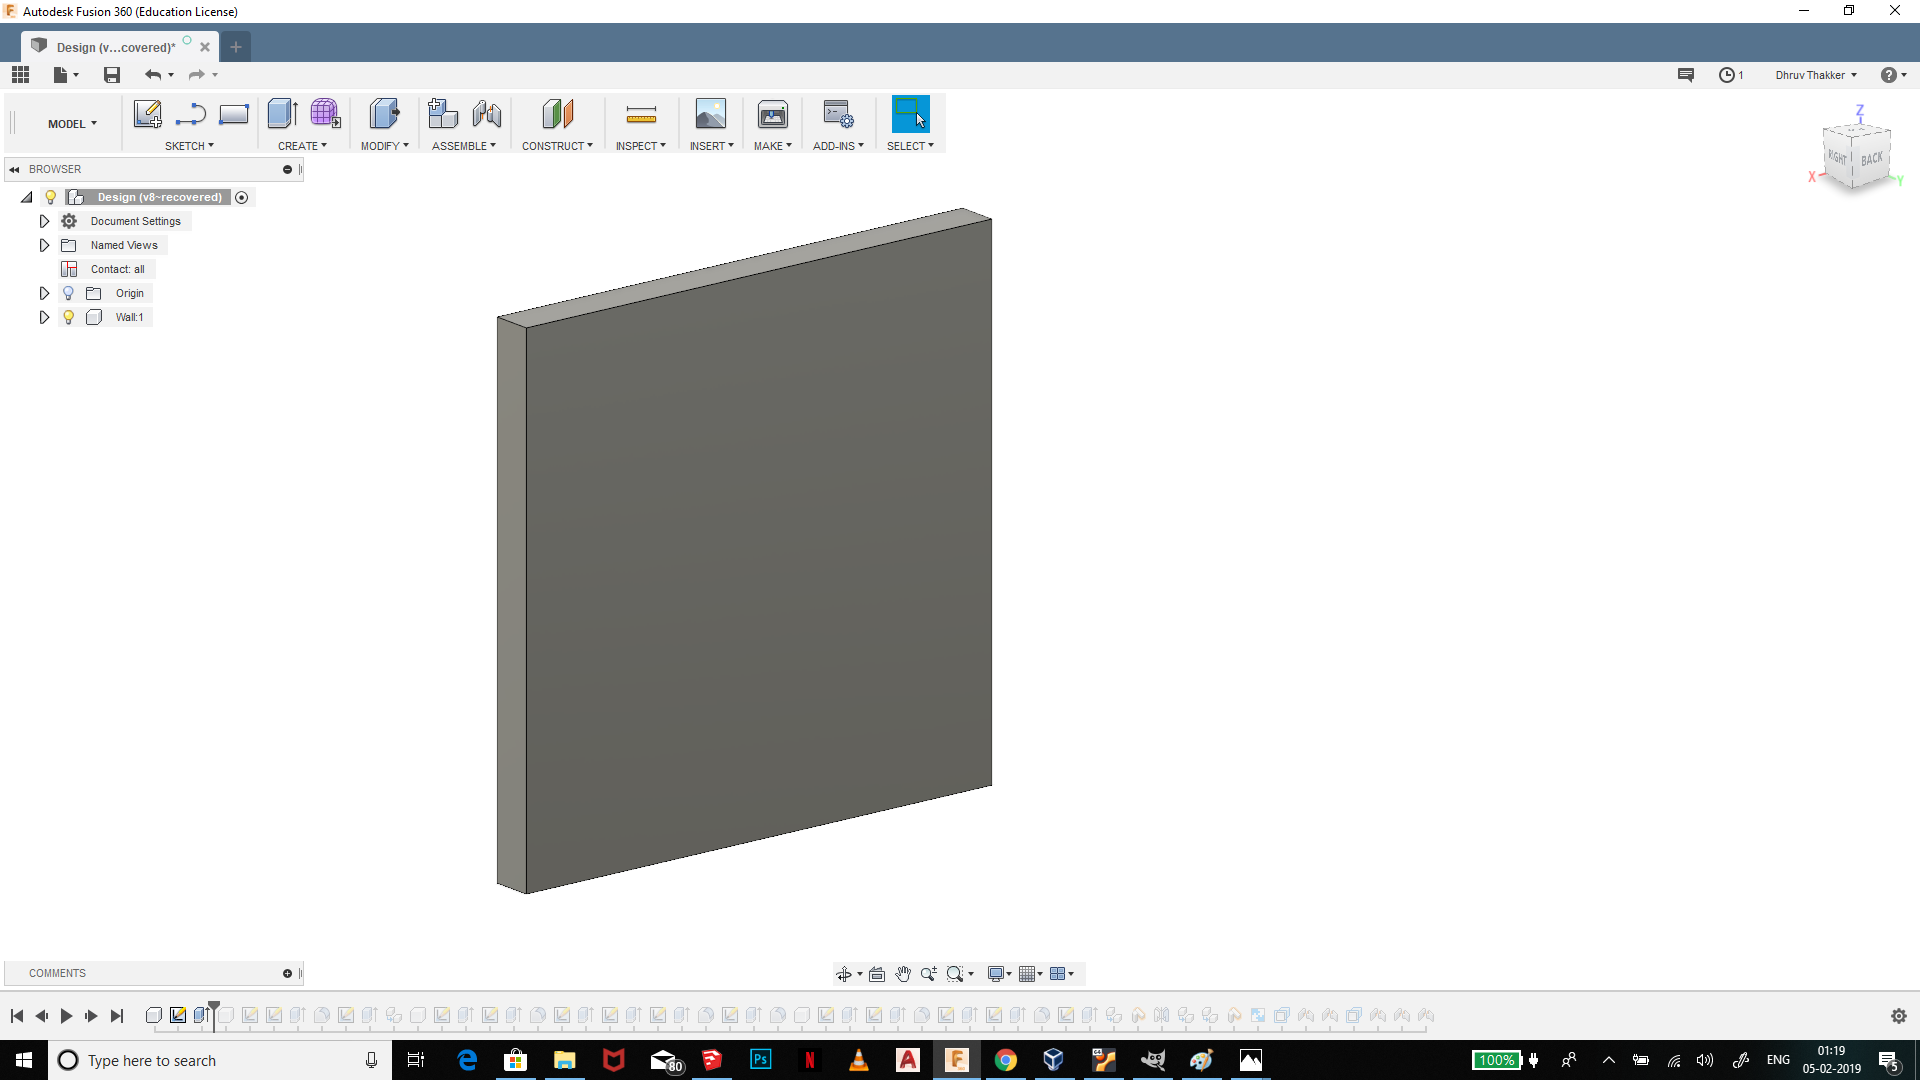 Autodesk Fusion 360 (Education License)
Design (v...covered)*
1
Dhruv Thakker
MODEL
SKETCH
CREATE
MODIFY
ASSEMBLE
CONSTRUCT
INSPECT
INSERT
MAKE
ADD-INS
SELECT
Z
RIGHT
BACK
X
Y
BROWSER
Design (v8~recovered)
Document Settings
Named Views
Contact: all
Origin
Wall:1
COMMENTS
Type here to search
80
Ps
N
A
F
100%
ENG
01:19
05-02-2019
5